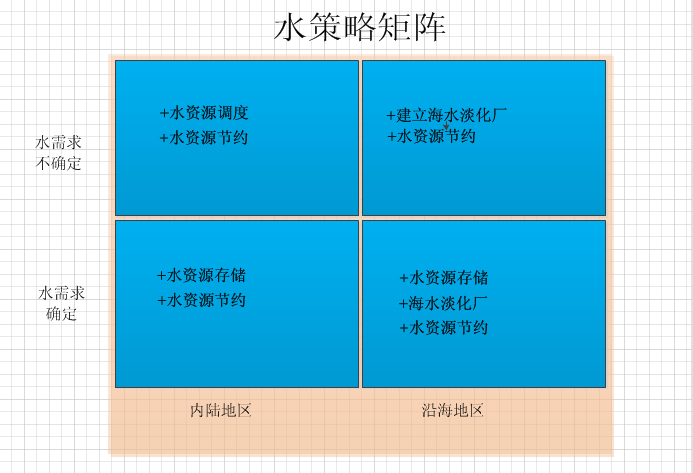 水策略矩阵
水需求
不确定
+水资源调度
+水资源节约
+建立海水淡化厂
+水资源节约
水需求
确定
+水资源存储
+水资源节约
+水资源存储
+海水淡化厂
+水资源节约
内陆地区
沿海地区